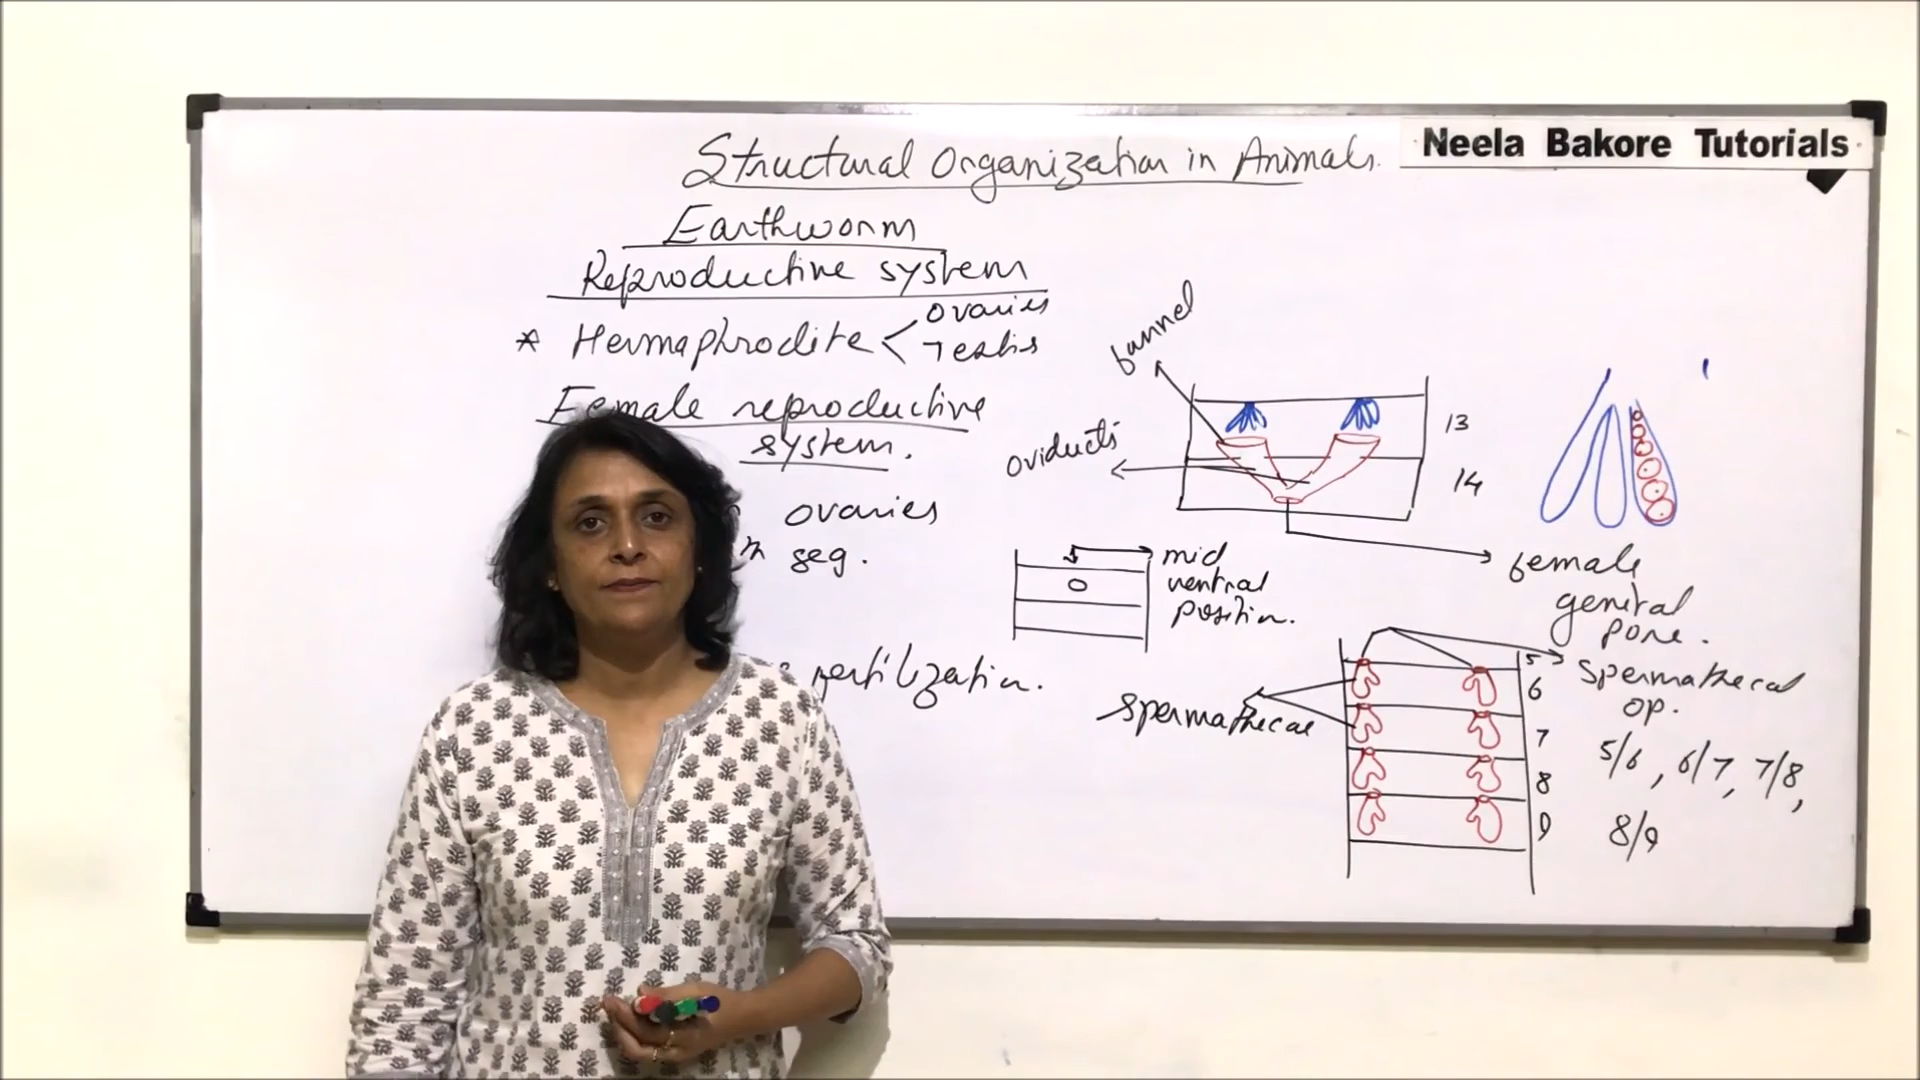 Structural Organization in Animals.
Neela Bakore Tutorials
Earthworm
Reproductive system
* Hermaphrodite < ovaries
Testis
Female reproductive
system.
ovaries
seg.
fertilization.
funnel
oviducts
13
14
female
genital
pore.
mid
ventral
position.
spermathecae
5
6
7
8
9
spermathecal
op.
5/6, 6/7, 7/8,
8/9